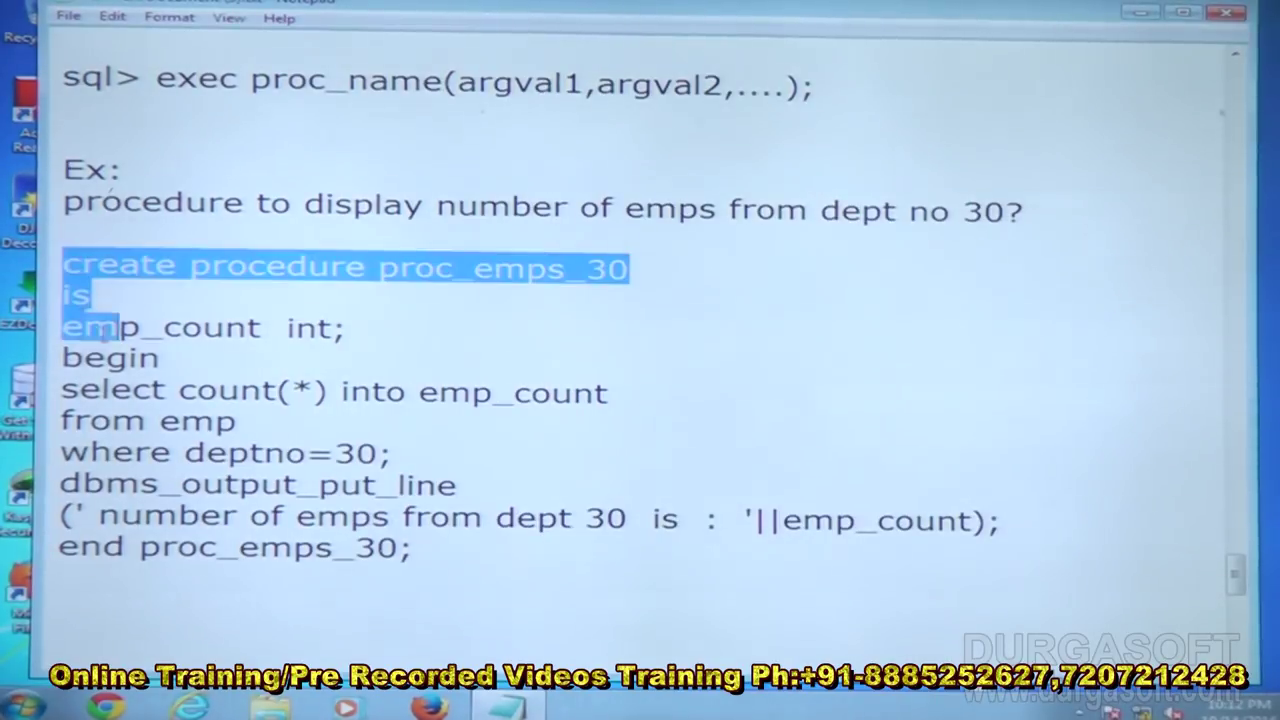 File Edit Format View Help
sql> exec proc_name(argval1,argval2,....);
Ex:
procedure to display number of emps from dept no 30?
create procedure proc_emps_30
is
emp_count int;
begin
select count(*) into emp_count
from emp
where deptno=30;
dbms_output_put_line
(' number of emps from dept 30 is : '||emp_count);
end proc_emps_30;
DURGASOFT
Online Training/Pre Recorded Videos Training Ph:+91-8885252627,7207212428
www.durgasoft.com
10:12 PM